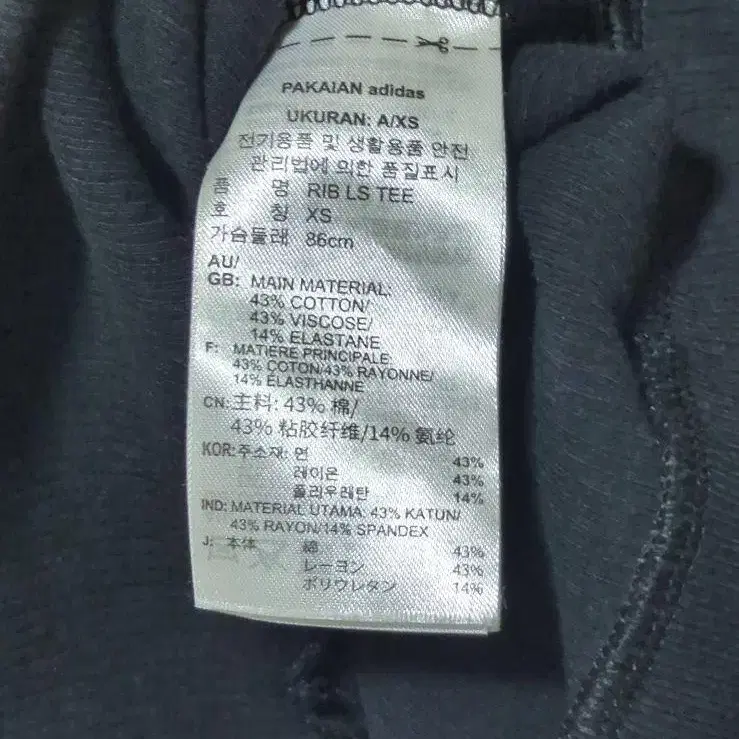 PAKAIAN adidas
UKURAN: A/XS
전기용품 및 생활용품 안전
관리법에 의한 품질표시
품 명 RIB LS TEE
호 칭 XS
가슴둘레 86cm
AU/
GB: MAIN MATERIAL:
43% COTTON/
43% VISCOSE/
14% ELASTANE
F: MATIERE PRINCIPALE:
43% COTON/43% RAYONNE/
14% ÉLASTHANNE
CN: 主料: 43% 棉/
43% 粘胶纤维/14% 氨纶
KOR: 주소재: 면 43%
레이온 43%
폴리우레탄 14%
IND: MATERIAL UTAMA: 43% KATUN/
43% RAYON/14% SPANDEX
J: 本体 綿 43%
レーヨン 43%
ポリウレタン 14%